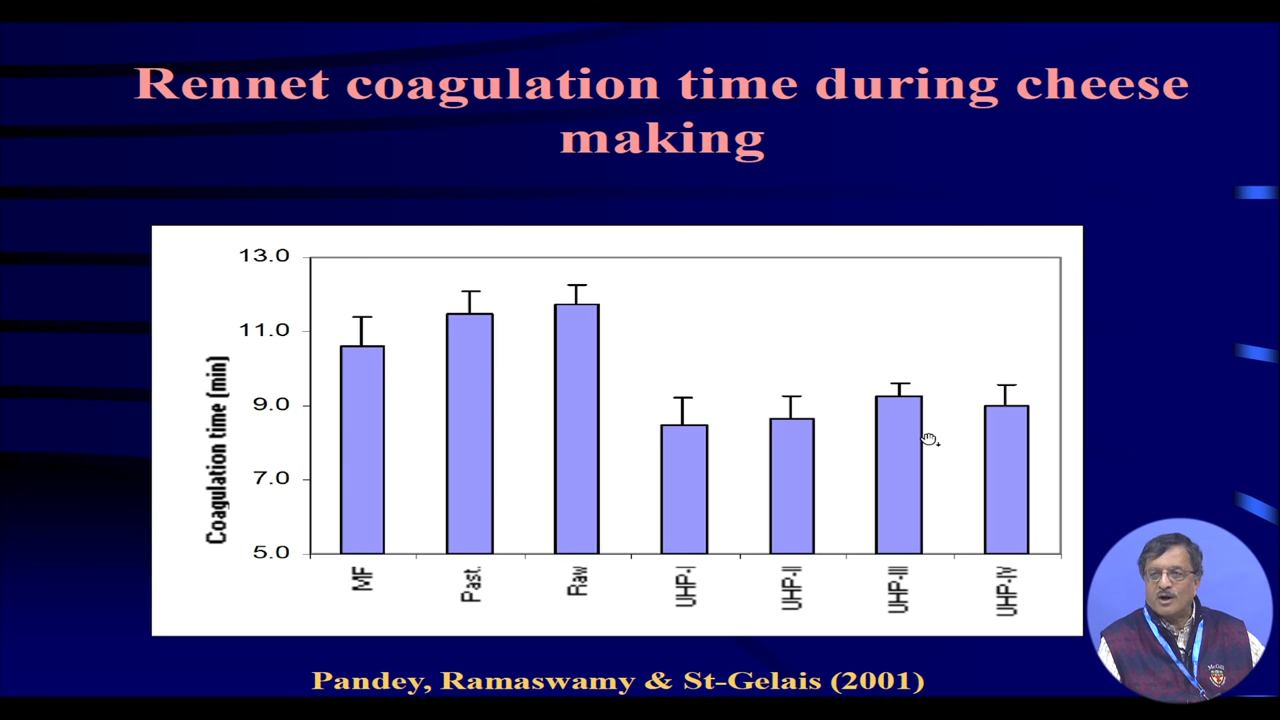 Rennet coagulation time during cheese
making
13.0
11.0
9.0
7.0
5.0
Coagulation time (min)
MF
Past.
Raw
UHP-I
UHP-II
UHP-III
UHP-IV
Pandey, Ramaswamy & St-Gelais (2001)
McGill